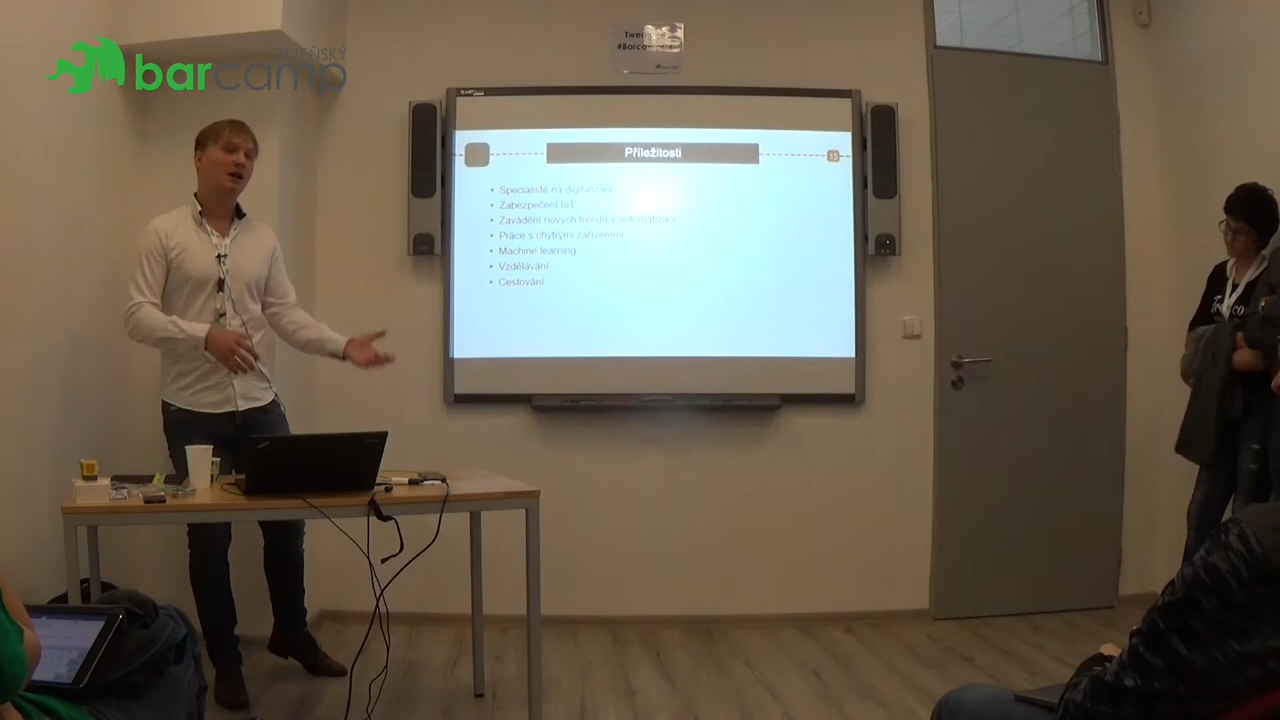 PLZEŇSKÝ
barcamp
Příležitosti
13
• Specialisté na digitalizaci
• Zabezpečení IoT
• Zavádění nových trendů v automatizaci
• Práce s chytrými zařízeními
• Machine learning
• Vzdělávání
• Cestování